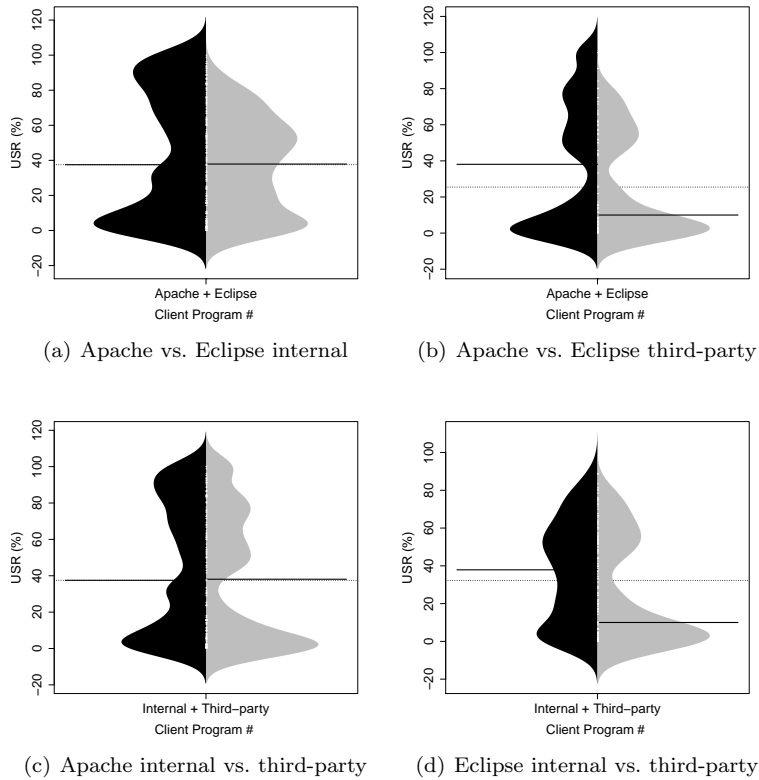 120
100
80
60
40
20
0
−20
USR (%)
Apache + Eclipse
Client Program #
(a) Apache vs. Eclipse internal
120
100
80
60
40
20
0
−20
USR (%)
Apache + Eclipse
Client Program #
(b) Apache vs. Eclipse third-party
120
100
80
60
40
20
0
−20
USR (%)
Internal + Third−party
Client Program #
(c) Apache internal vs. third-party
100
80
60
40
20
0
−20
USR (%)
Internal + Third−party
Client Program #
(d) Eclipse internal vs. third-party